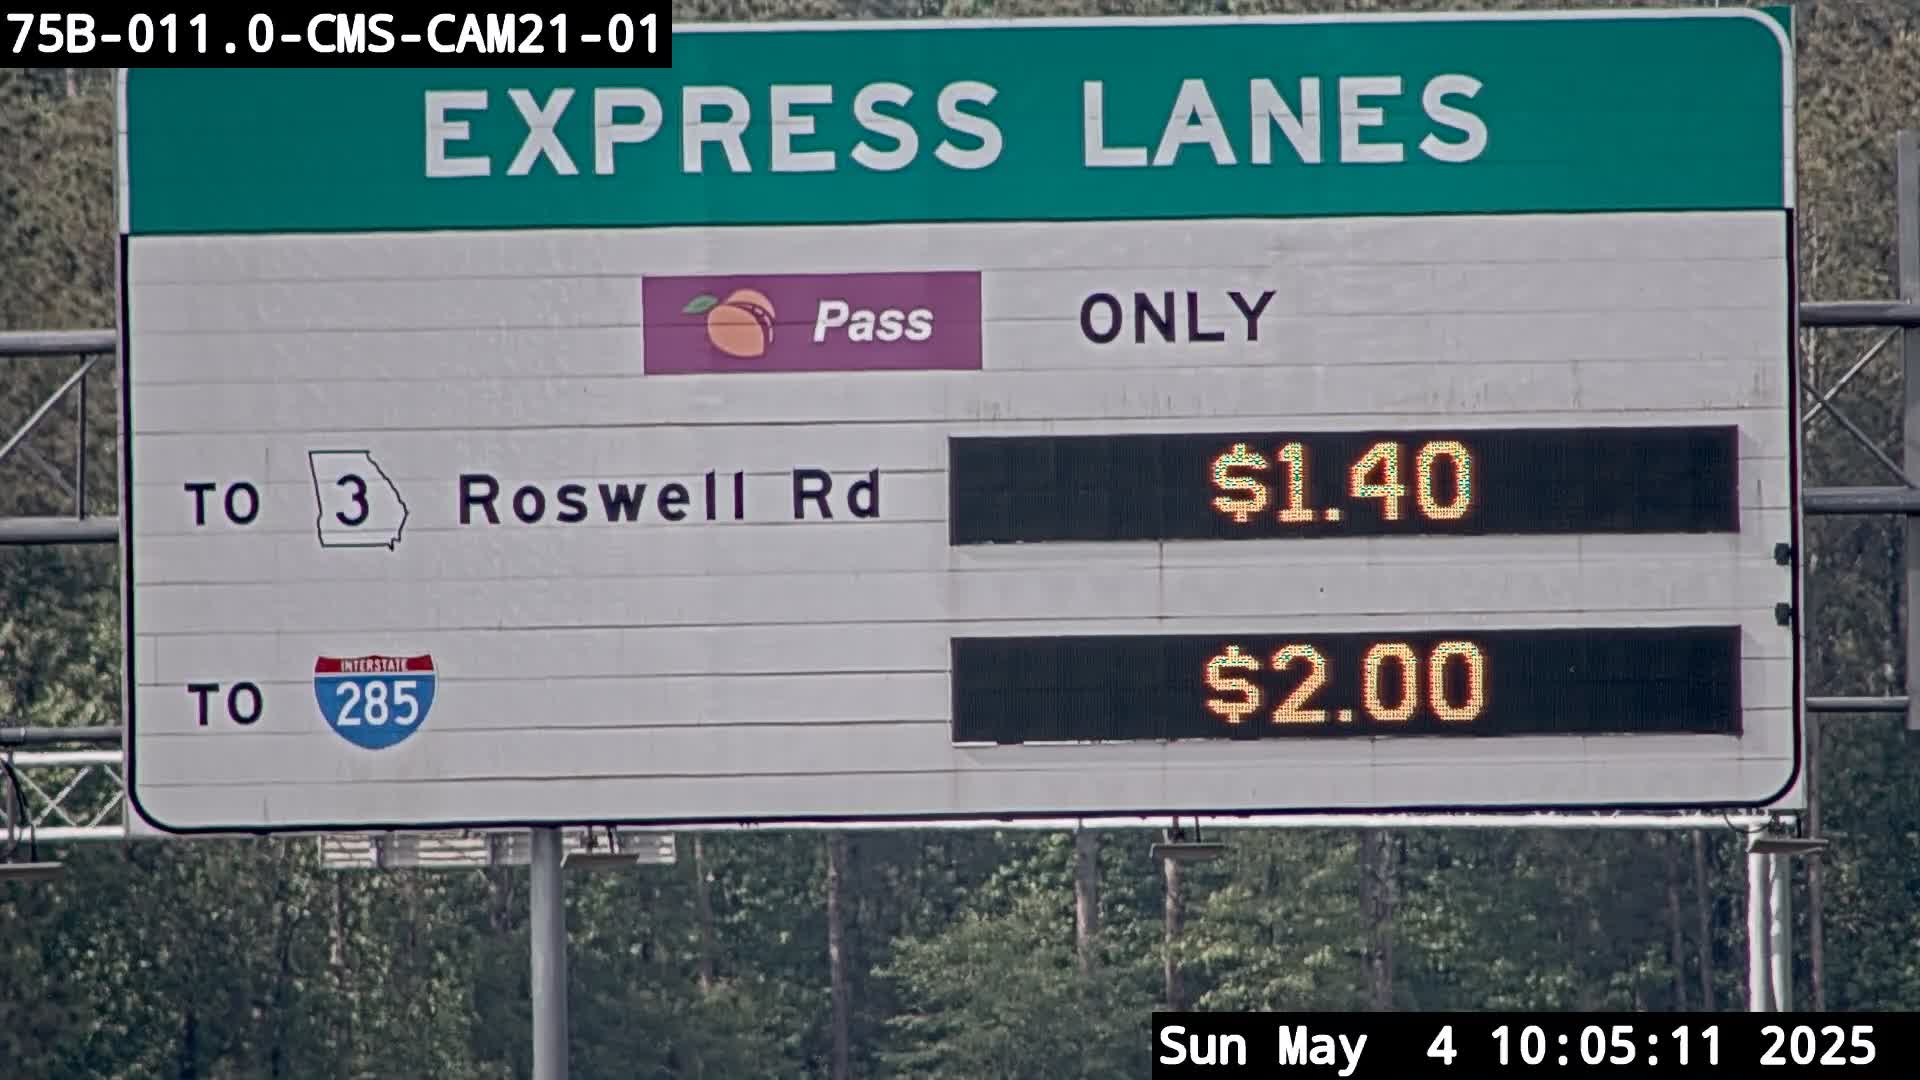 75B-011.0-CMS-CAM21-01
EXPRESS LANES
Pass ONLY
TO 3 Roswell Rd $1.40
INTERSTATE
TO 285 $2.00
Sun May 4 10:05:11 2025